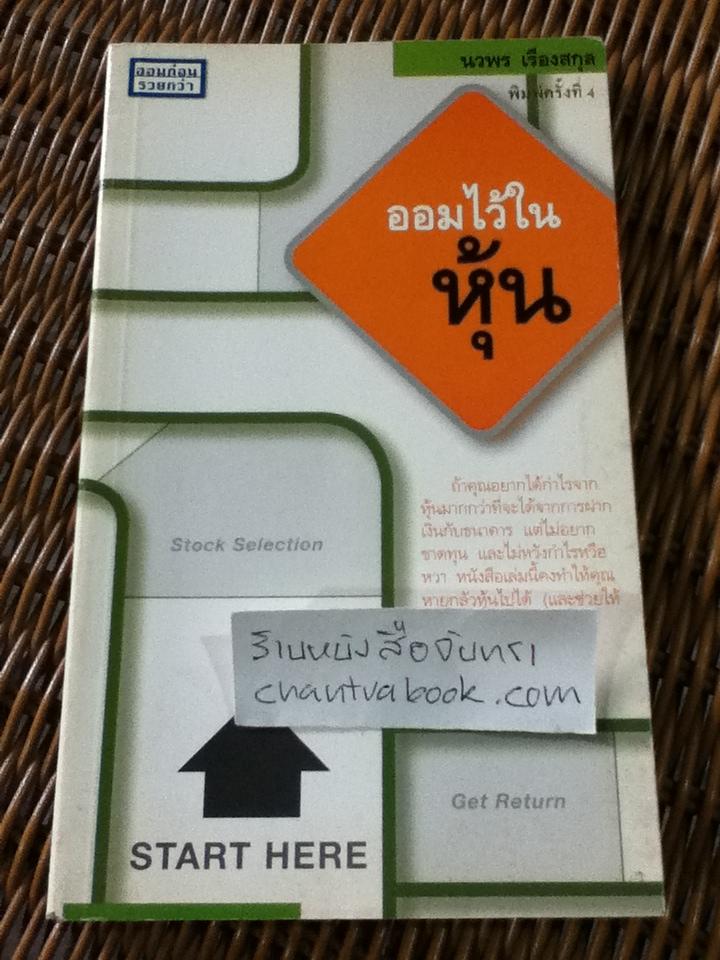 ออมก่อน
รวยกว่า
นวพร เรืองสกุล
พิมพ์ครั้งที่ 4
ออมไว้ใน
หุ้น
ถ้าคุณอยากได้กำไรจาก
หุ้นมากกว่าที่จะได้จากการฝาก
เงินกับธนาคาร แต่ไม่อยาก
ขาดทุน และไม่หวังกำไรหวือ
หวา หนังสือเล่มนี้คงทำให้คุณ
หายกลัวหุ้นไปได้ (และช่วยให้
Stock Selection
ร้านหนังสือจันทรา
chantrabook.com
Get Return
START HERE